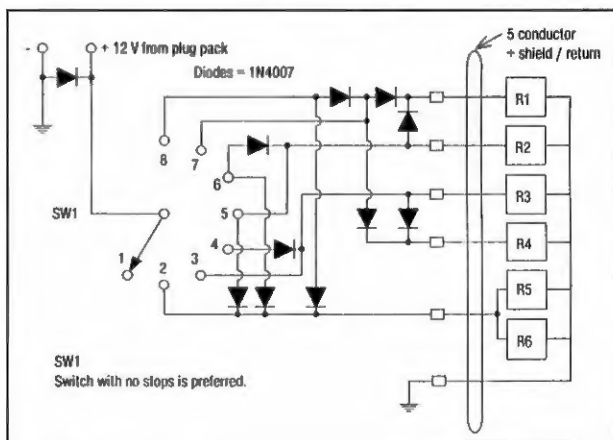 5 conductor
+ shield / return
-
+ 12 V from plug pack
Diodes = 1N4007
R1
8
7
R2
6
SW1
5
R3
4
1
2
3
R4
R5
R6
SW1
Switch with no stops is preferred.